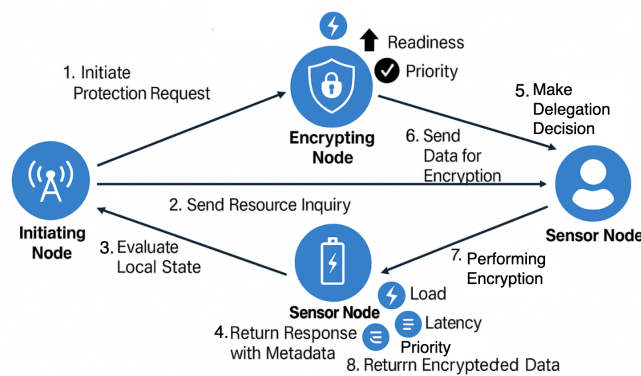 Readiness
Priority
1. Initiate
Protection Request
Encrypting
Node
5. Make
Delegation
Decision
6. Send
Data for
Encryption
2. Send Resource Inquiry
Initiating
Node
Sensor Node
3. Evaluate
Local State
7. Performing
Encryption
Sensor Node
Load
Latency
Priority
4. Return Response
with Metadata
8. Returrn Encrypteded Data